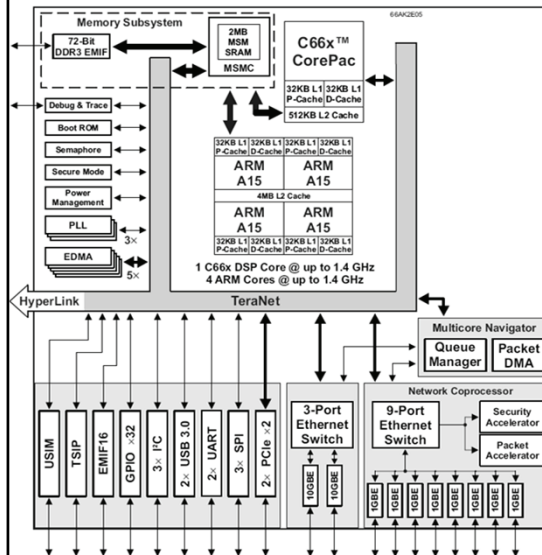 66AK2E05
Memory Subsystem
72-Bit
DDR3 EMIF
2MB
MSM
SRAM
MSMC
C66x™
CorePac
32KB L1 32KB L1
P-Cache D-Cache
512KB L2 Cache
Debug & Trace
Boot ROM
Semaphore
Secure Mode
Power
Management
PLL
3×
EDMA
5×
32KB L1 32KB L1 32KB L1 32KB L1
P-Cache D-Cache P-Cache D-Cache
ARM ARM
A15 A15
4MB L2 Cache
ARM ARM
A15 A15
32KB L1 32KB L1 32KB L1 32KB L1
P-Cache D-Cache P-Cache D-Cache
1 C66x DSP Core @ up to 1.4 GHz
4 ARM Cores @ up to 1.4 GHz
HyperLink
TeraNet
Multicore Navigator
Queue
Manager
Packet
DMA
USIM
TSIP
EMIF16
GPIO ×32
3× I²C
2× USB 3.0
2× UART
3× SPI
2× PCIe ×2
3-Port
Ethernet
Switch
10GBE
10GBE
Network Coprocessor
9-Port
Ethernet
Switch
Security
Accelerator
Packet
Accelerator
1GBE
1GBE
1GBE
1GBE
1GBE
1GBE
1GBE
1GBE